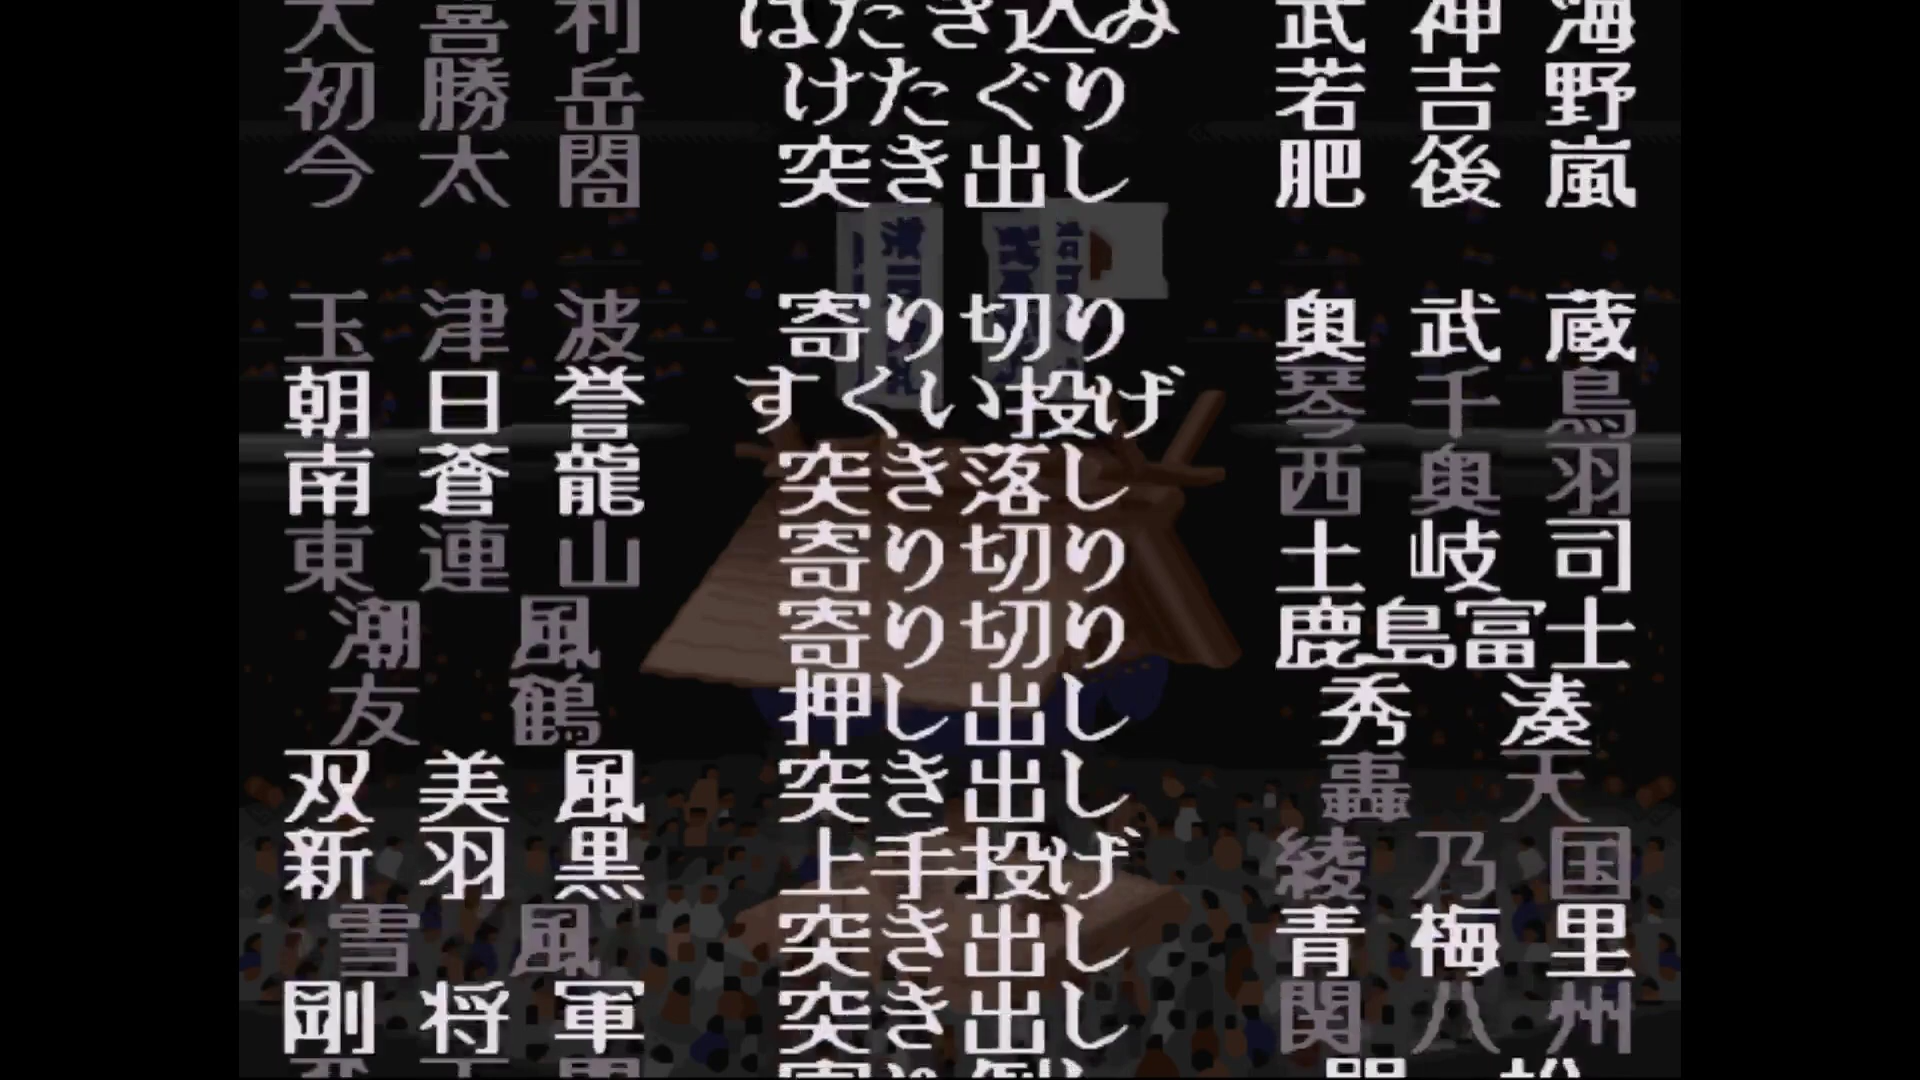 大喜利 はたき込み 武神海
初勝岳 けたぐり 若吉野
今太閤 突き出し 肥後嵐
玉津波 寄り切り 奥武蔵
朝日誉 すくい投げ 琴千鳥
南蒼龍 突き落し 西奥羽
東連山 寄り切り 土岐司
潮風 寄り切り 鹿島富士
友鶴 押し出し 秀湊
双美風 突き出し 轟天
新羽黒 上手投げ 綾乃国
雪風 突き出し 青梅里
剛将軍 突き出し 関八州